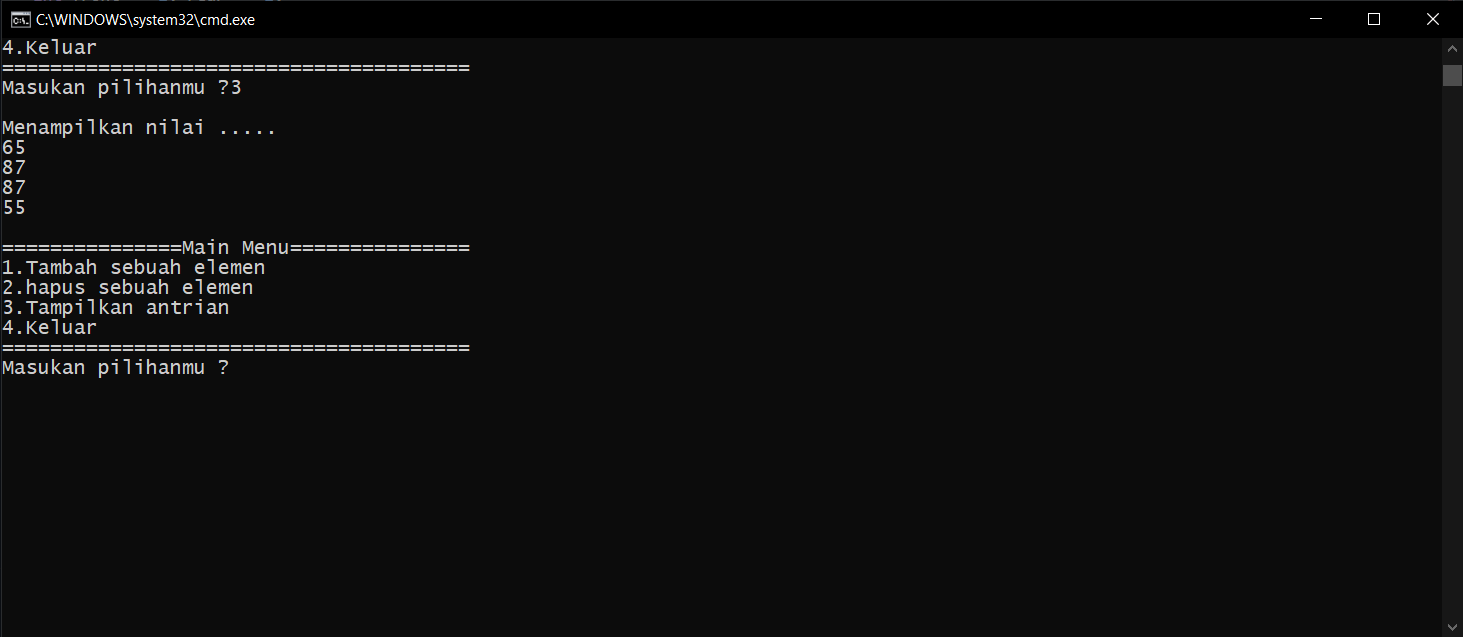 C:\WINDOWS\system32\cmd.exe
4.Keluar
=======================================
Masukan pilihanmu ?3
Menampilkan nilai .....
65
87
87
55
===============Main Menu===============
1.Tambah sebuah elemen
2.hapus sebuah elemen
3.Tampilkan antrian
4.Keluar
=======================================
Masukan pilihanmu ?